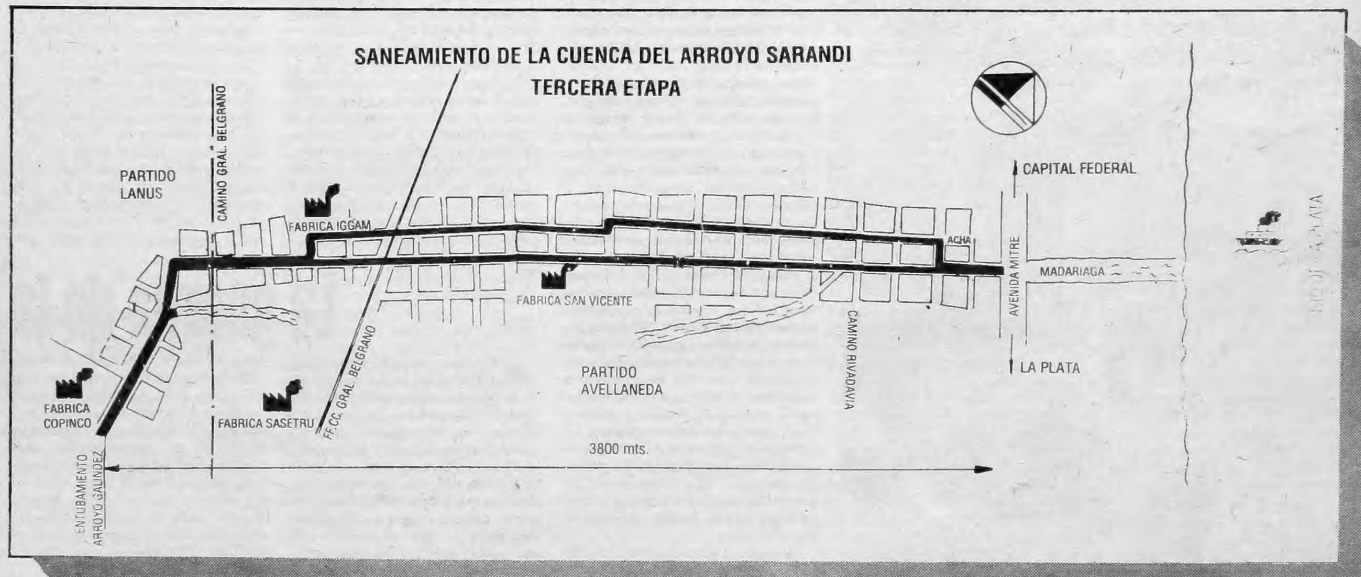 SANEAMIENTO DE LA CUENCA DEL ARROYO SARANDI
TERCERA ETAPA
PARTIDO
LANUS
CAMINO GRAL. BELGRANO
FABRICA IGGAM
CAPITAL FEDERAL
ACHA
AVENIDA MITRE
MADARIAGA
FABRICA SAN VICENTE
CAMINO RIVADAVIA
LA PLATA
PARTIDO
AVELLANEDA
FF.CC. GRAL. BELGRANO
FABRICA
COPINCO
FABRICA SASETRU
3800 mts.
ENTUBAMIENTO
ARROYO GALINDEZ